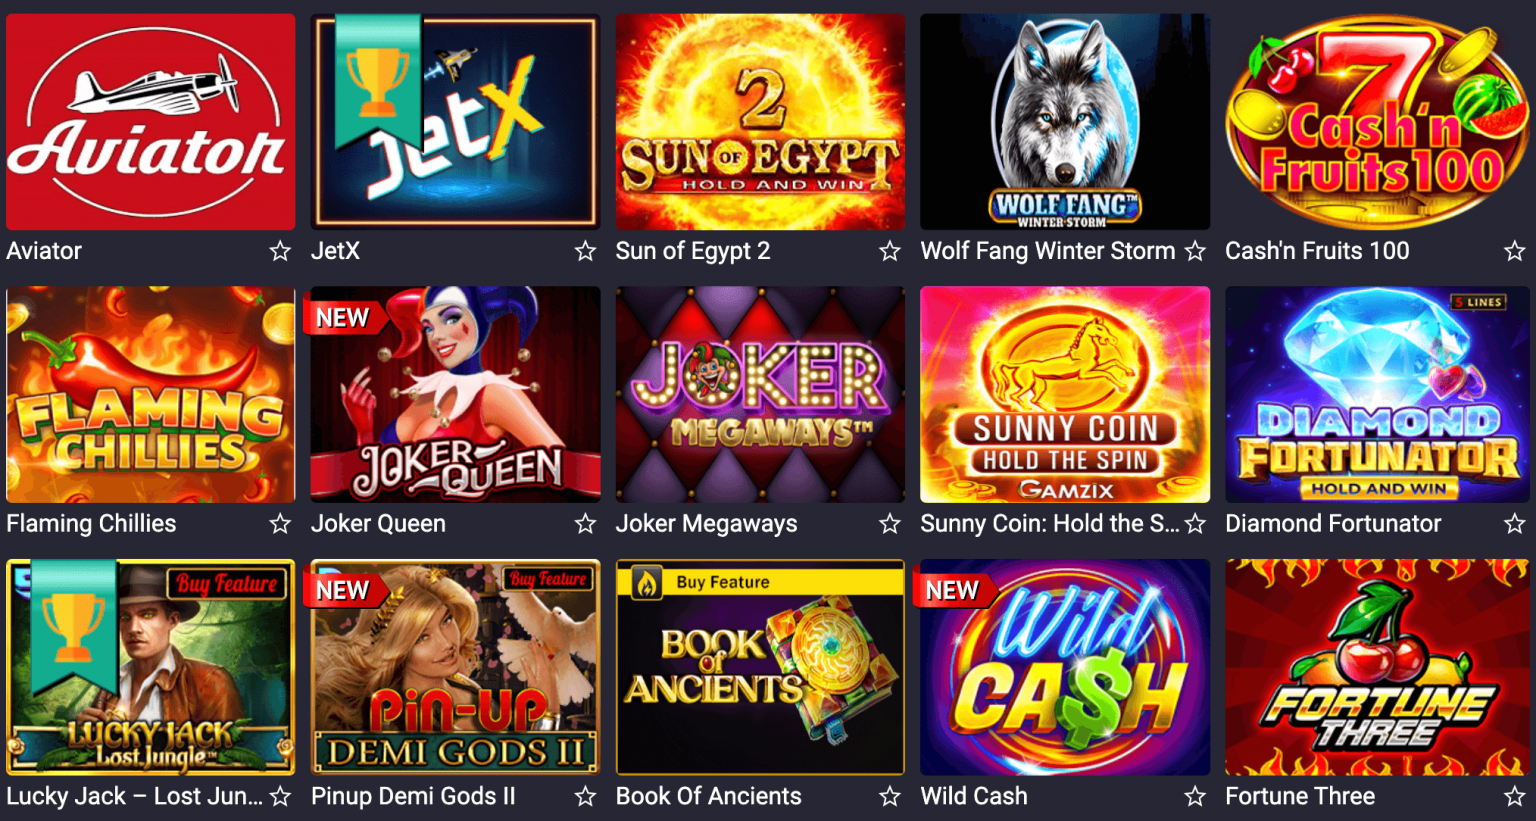 Aviator
JetX
2
SUN OF EGYPT
HOLD AND WIN
WOLF FANG™
WINTER STORM
7
Cash'n
Fruits 100
Aviator
JetX
Sun of Egypt 2
Wolf Fang Winter Storm
Cash'n Fruits 100
FLAMING
CHILLIES
NEW
JOKER QUEEN
JOKER
MEGAWAYS™
SUNNY COIN
HOLD THE SPIN
GAMZIX
5 LINES
DIAMOND
FORTUNATOR
HOLD AND WIN
Flaming Chillies
Joker Queen
Joker Megaways
Sunny Coin: Hold the S...
Diamond Fortunator
Buy Feature
LUCKY JACK
Lost Jungle™
NEW
Buy Feature
Pin-UP
DEMI GODS II
Buy Feature
BOOK
of
ANCIENTS
NEW
Wild
CA$H
FORTUNE
THREE
Lucky Jack – Lost Jun...
Pinup Demi Gods II
Book Of Ancients
Wild Cash
Fortune Three